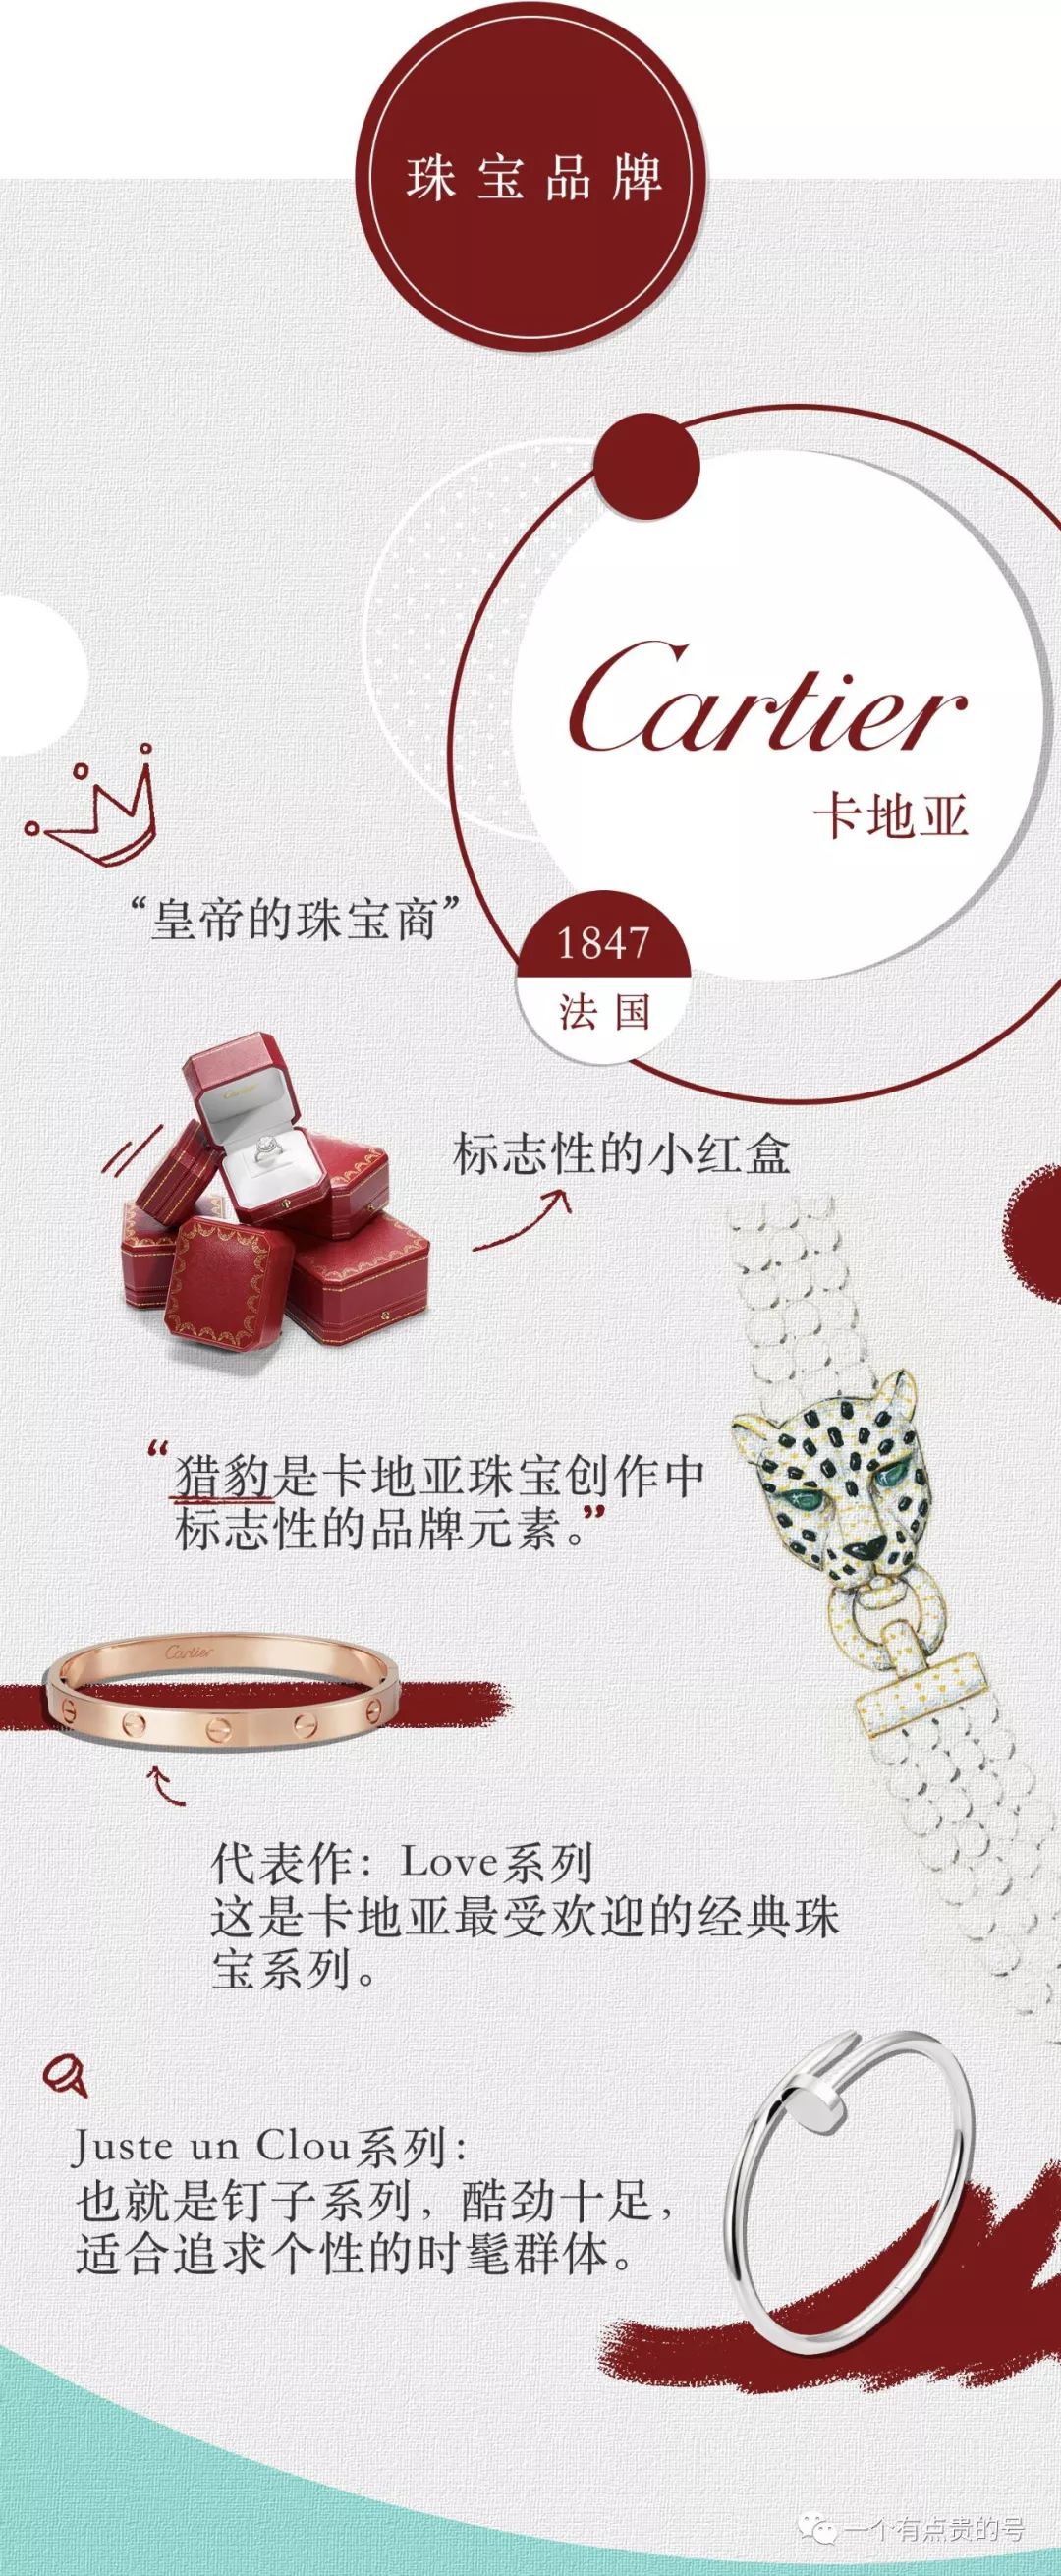 珠宝品牌
Cartier
卡地亚
“皇帝的珠宝商”
1847
法国
Cartier
标志性的小红盒
“猎豹是卡地亚珠宝创作中
标志性的品牌元素。”
Cartier
代表作：Love系列
这是卡地亚最受欢迎的经典珠
宝系列。
Juste un Clou系列：
也就是钉子系列，酷劲十足，
适合追求个性的时髦群体。
一个有点贵的号